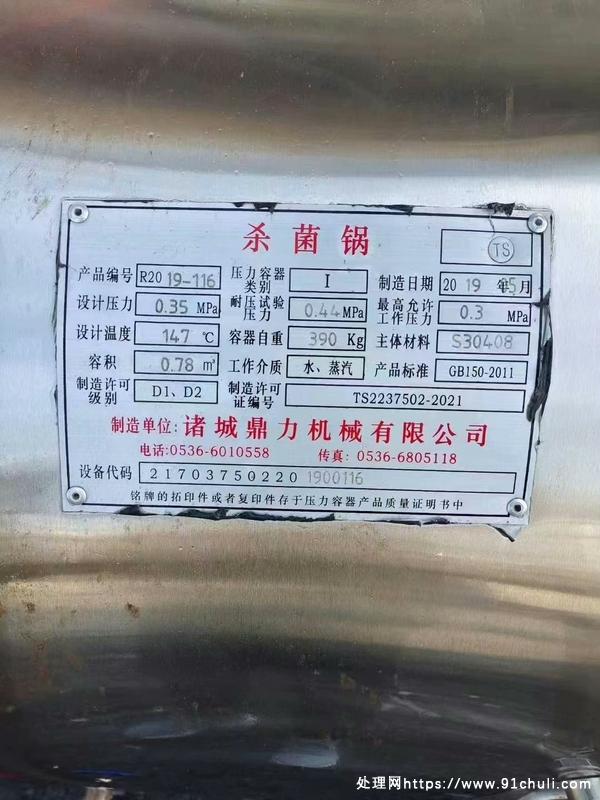 杀菌锅
TS
产品编号 R2019-116 压力容器类别 I 制造日期 2019年5月
设计压力 0.35 MPa 耐压试验压力 0.44 MPa 最高允许工作压力 0.3 MPa
设计温度 147 ℃ 容器自重 390 Kg 主体材料 S30408
容积 0.78 m³ 工作介质 水、蒸汽 产品标准 GB150-2011
制造许可级别 D1、D2 制造许可证编号 TS2237502-2021
制造单位:诸城鼎力机械有限公司
电话:0536-6010558 传真: 0536-6805118
设备代码 217037502201900116
铭牌的拓印件或者复印件存于压力容器产品质量证明书中
处理网https://www.91chuli.com